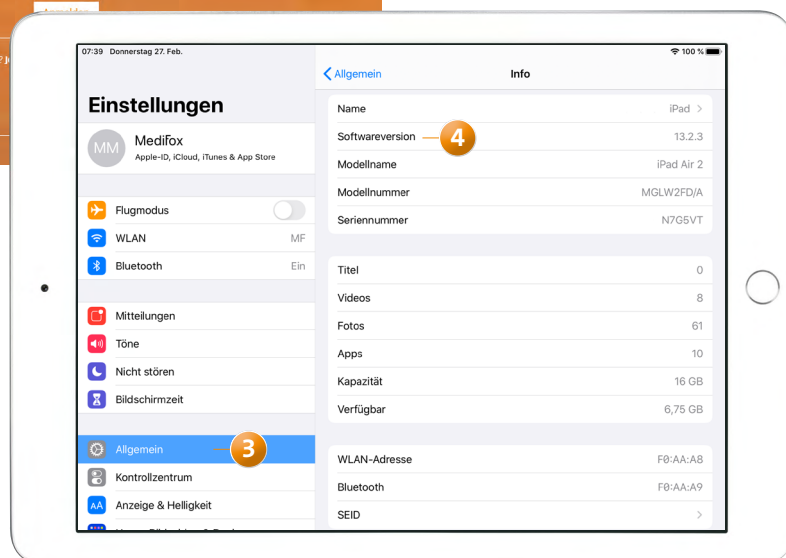 07:39 Donnerstag 27. Feb.
100 %
Einstellungen
MM
Medifox
Apple-ID, iCloud, iTunes & App Store
Flugmodus
WLAN MF
Bluetooth Ein
Mitteilungen
Töne
Nicht stören
Bildschirmzeit
Allgemein 3
Kontrollzentrum
AA Anzeige & Helligkeit
Allgemein Info
Name iPad
Softwareversion 4 13.2.3
Modellname iPad Air 2
Modellnummer MGLW2FD/A
Seriennummer N7G5VT
Titel 0
Videos 8
Fotos 61
Apps 10
Kapazität 16 GB
Verfügbar 6,75 GB
WLAN-Adresse F0:AA:A8
Bluetooth F0:AA:A9
SEID